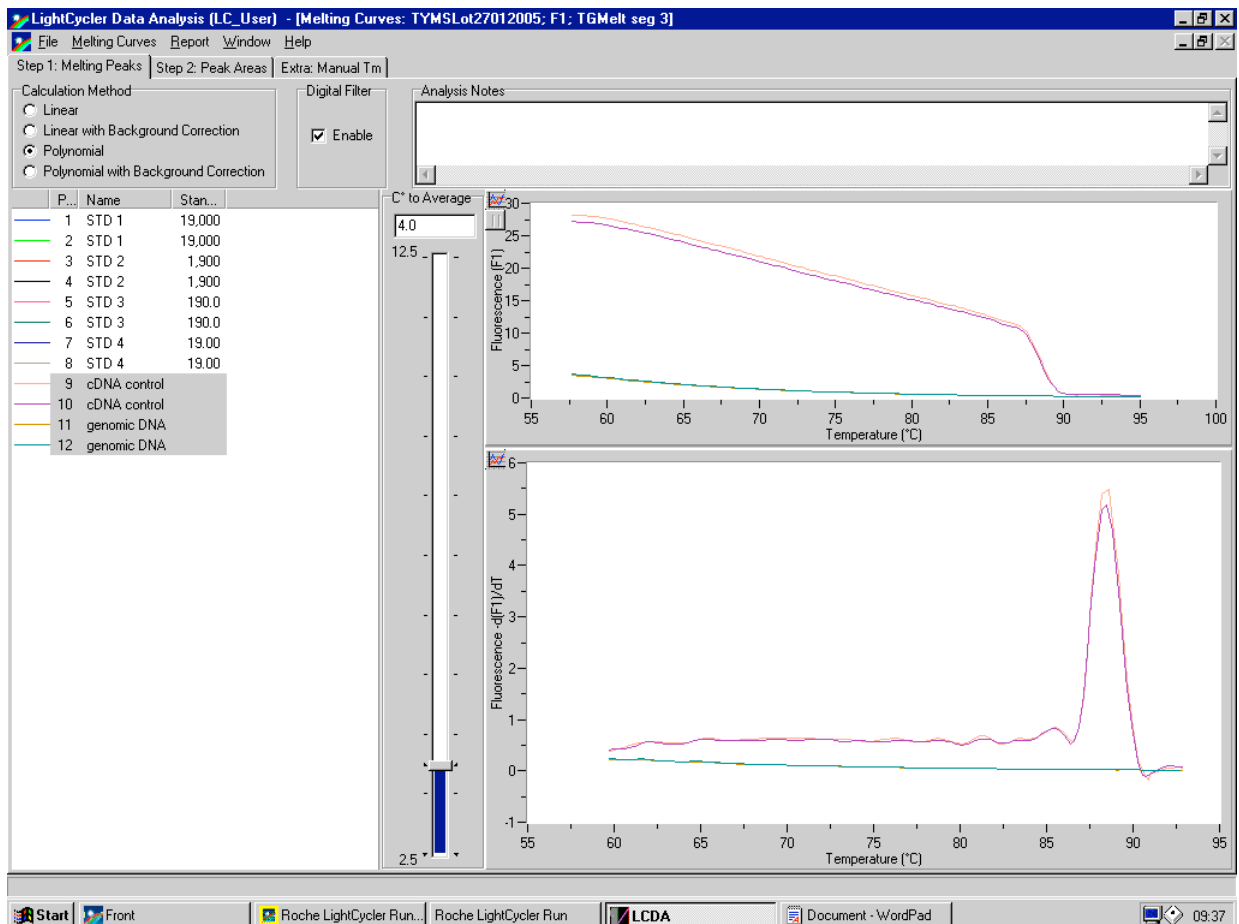 LightCycler Data Analysis (LC_User) - [Melting Curves: TYMSLot27012005; F1; TGMelt seg 3]
File Melting Curves Report Window Help
Step 1: Melting Peaks Step 2: Peak Areas Extra: Manual Tm
Calculation Method
Linear
Linear with Background Correction
Polynomial
Polynomial with Background Correction
Digital Filter
Enable
Analysis Notes
P... Name Stan...
1 STD 1 19,000
2 STD 1 19,000
3 STD 2 1,900
4 STD 2 1,900
5 STD 3 190.0
6 STD 3 190.0
7 STD 4 19.00
8 STD 4 19.00
9 cDNA control
10 cDNA control
11 genomic DNA
12 genomic DNA
C° to Average
4.0
12.5
2.5
30
25
20
15
10
5
0
Fluorescence (F1)
55 60 65 70 75 80 85 90 95 100
Temperature (°C)
6
5
4
3
2
1
0
-1
Fluorescence -d(F1)/dT
55 60 65 70 75 80 85 90 95
Temperature (°C)
Start Front Roche LightCycler Run... Roche LightCycler Run LCDA Document - WordPad 09:37